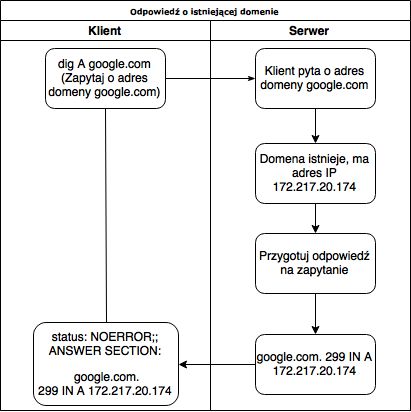 Odpowiedź o istniejącej domenie
Klient
Serwer
dig A google.com
(Zapytaj o adres
domeny google.com)
Klient pyta o adres
domeny google.com
Domena istnieje, ma
adres IP
172.217.20.174
Przygotuj odpowiedź
na zapytanie
google.com. 299 IN A
172.217.20.174
status: NOERROR;;
ANSWER SECTION:
google.com.
299 IN A 172.217.20.174